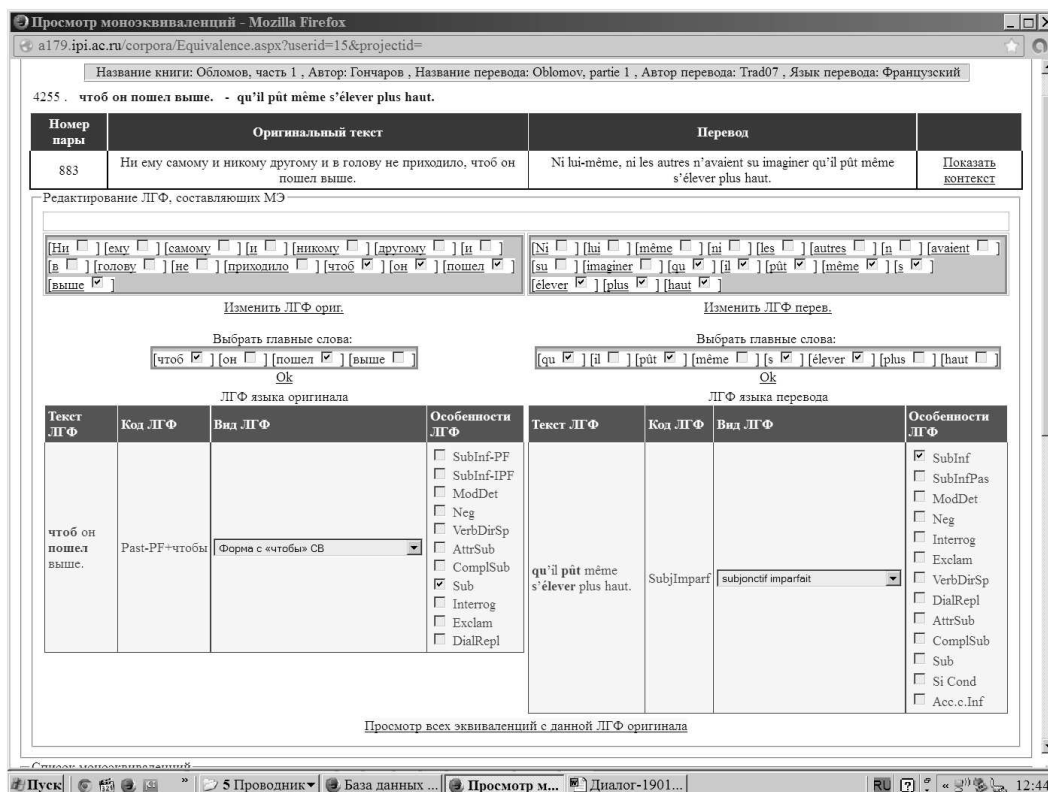 Просмотр моноэквиваленций - Mozilla Firefox
a179.ipi.ac.ru/corpora/Equivalence.aspx?userid=15&projectid=
Название книги: Обломов, часть 1 , Автор: Гончаров , Название перевода: Oblomov, partie 1 , Автор перевода: Trad07 , Язык перевода: Французский
4255 . чтоб он пошел выше. - qu'il pût même s'élever plus haut.
Номер пары Оригинальный текст Перевод
883 Ни ему самому и никому другому и в голову не приходило, чтоб он пошел выше. Ni lui-même, ni les autres n'avaient su imaginer qu'il pût même s'élever plus haut. Показать контекст
Редактирование ЛГФ, составляющих МЭ
[Ни ] [ему ] [самому ] [и ] [никому ] [другому ] [и ]
[в ] [голову ] [не ] [приходило ] [чтоб ] [он ] [пошел ]
[выше ]
[Ni ] [lui ] [même ] [ni ] [les ] [autres ] [n ] [avaient ]
[su ] [imaginer ] [qu ] [il ] [pût ] [même ] [s ]
[élever ] [plus ] [haut ]
Изменить ЛГФ ориг. Изменить ЛГФ перев.
Выбрать главные слова: Выбрать главные слова:
[чтоб ] [он ] [пошел ] [выше ] [qu ] [il ] [pût ] [même ] [s ] [élever ] [plus ] [haut ]
Ok Ok
ЛГФ языка оригинала ЛГФ языка перевода
Текст ЛГФ Код ЛГФ Вид ЛГФ Особенности ЛГФ
чтоб он пошел выше. Past-PF+чтобы Форма с «чтобы» СВ
SubInf-PF
SubInf-IPF
ModDet
Neg
VerbDirSp
AttrSub
ComplSub
Sub
Interrog
Exclam
DialRepl
Текст ЛГФ Код ЛГФ Вид ЛГФ Особенности ЛГФ
qu'il pût même s'élever plus haut. SubjImparf subjonctif imparfait
SubInf
SubInfPas
ModDet
Neg
Interrog
Exclam
VerbDirSp
DialRepl
AttrSub
ComplSub
Sub
Si Cond
Acc.c.Inf
Просмотр всех эквиваленций с данной ЛГФ оригинала
Список моноэквиваленций
Пуск » 5 Проводник База данных ... Просмотр м... Диалог-1901... RU « 12:44